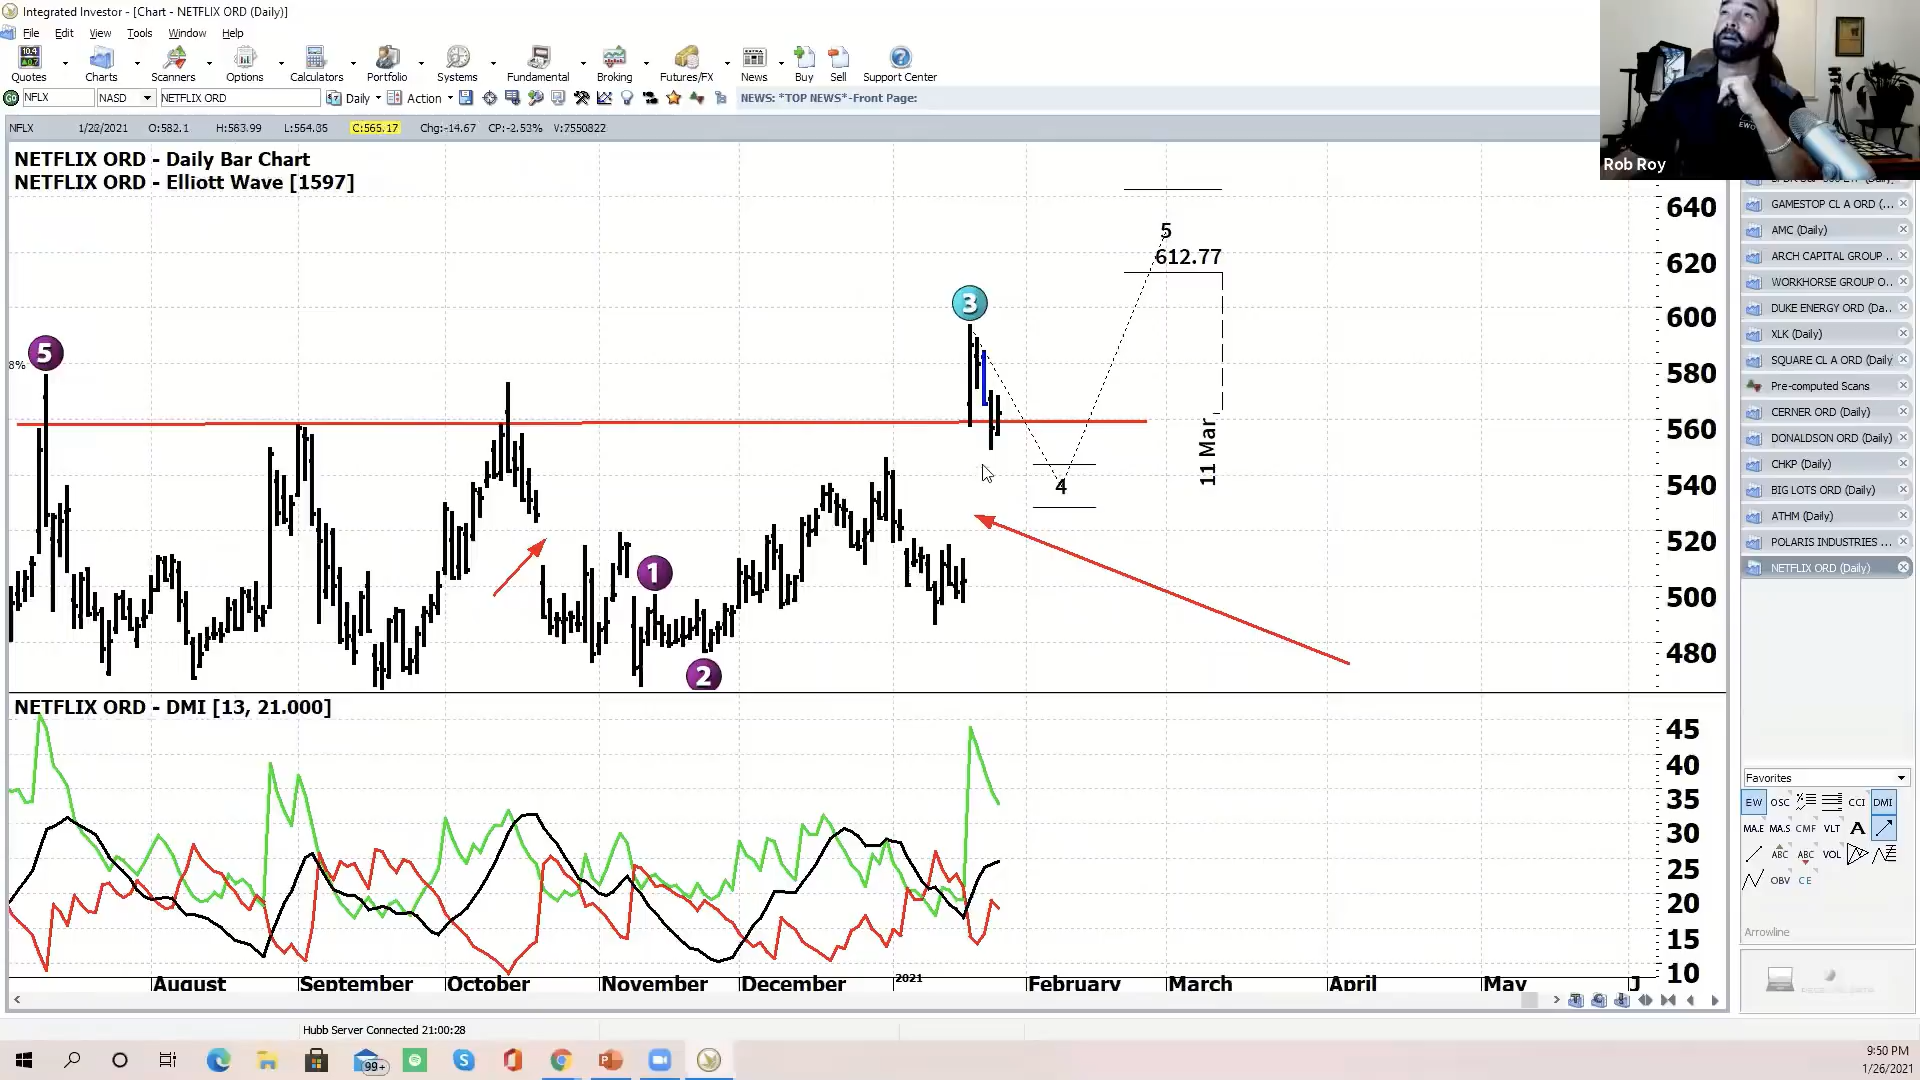 Integrated Investor - [Chart - NETFLIX ORD (Daily)]
File Edit View Tools Window Help
Quotes Charts Scanners Options Calculators Portfolio Systems Fundamental Broking Futures/FX News Buy Sell Support Center
NFLX NASD NETFLIX ORD Daily Action NEWS: *TOP NEWS*-Front Page:
NFLX 1/22/2021 O:582.1 H:583.99 L:564.85 C:565.17 Chg:-14.67 CP:-2.53% V:7550822
Rob Roy
NETFLIX ORD - Daily Bar Chart
NETFLIX ORD - Elliott Wave [1597]
5
612.77
3
5
8%
11 Mar
4
1
2
640
620
600
580
560
540
520
500
480
NETFLIX ORD - DMI [13, 21.000]
45
40
35
30
25
20
15
10
August September October November December 2021 February March April May J
GAMESTOP CL A ORD (...
AMC (Daily)
ARCH CAPITAL GROUP ..
WORKHORSE GROUP O..
DUKE ENERGY ORD (Da..
XLK (Daily)
SQUARE CL A ORD (Daily
Pre-computed Scans
CERNER ORD (Daily)
DONALDSON ORD (Daily)
CHKP (Daily)
BIG LOTS ORD (Daily)
ATHM (Daily)
POLARIS INDUSTRIES ...
NETFLIX ORD (Daily)
Favorites
EW OSC CCI DMI
MA.E MA.S CMF VLT A
ABC ABC VOL
OBV CE
Arrowline
Hubb Server Connected 21:00:28
99+
9:50 PM
1/26/2021